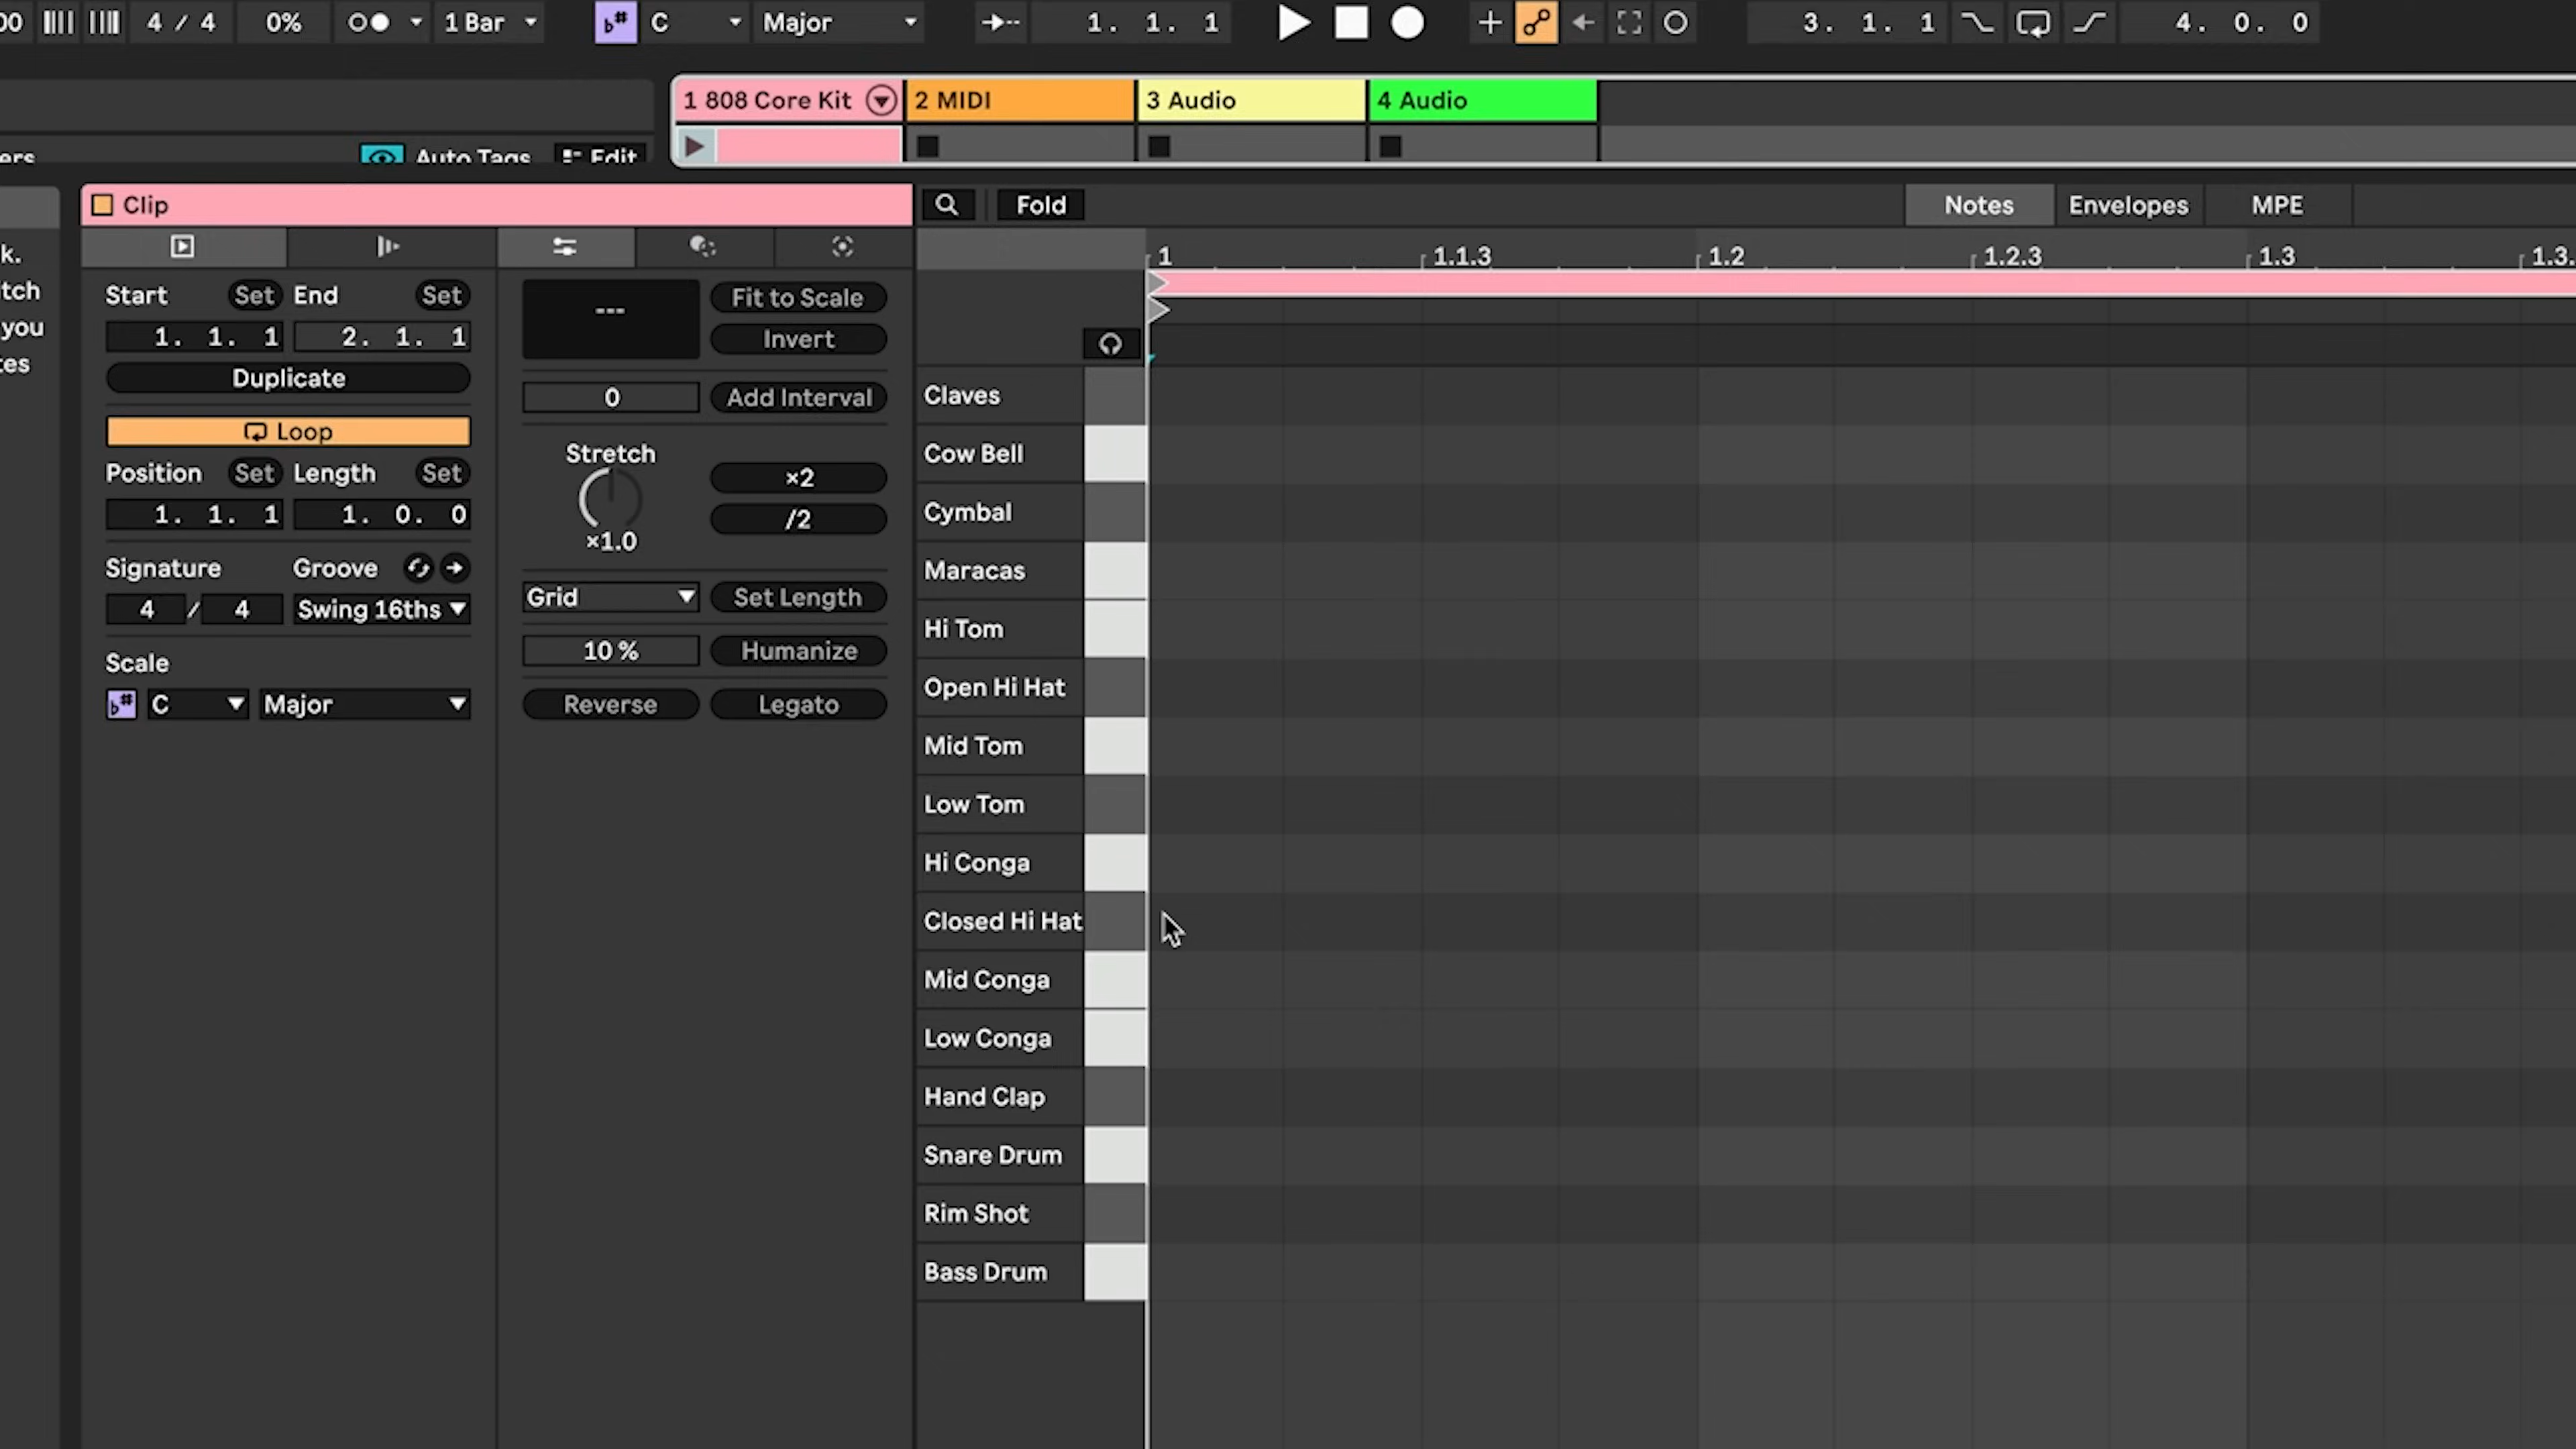 00 4 / 4 0% 1 Bar C Major 1. 1. 1 3. 1. 1 4. 0. 0
1 808 Core Kit 2 MIDI 3 Audio 4 Audio
ers Auto Tags Edit
Clip
k.
itch
you
tes
Start Set End Set
1. 1. 1 2. 1. 1
Duplicate
Loop
Position Set Length Set
1. 1. 1 1. 0. 0
Signature Groove
4 / 4 Swing 16ths
Scale
C Major
--- Fit to Scale
Invert
0 Add Interval
Stretch
×2
/2
×1.0
Grid Set Length
10 % Humanize
Reverse Legato
Fold Notes Envelopes MPE
1 1.1.3 1.2 1.2.3 1.3 1.3.
Claves
Cow Bell
Cymbal
Maracas
Hi Tom
Open Hi Hat
Mid Tom
Low Tom
Hi Conga
Closed Hi Hat
Mid Conga
Low Conga
Hand Clap
Snare Drum
Rim Shot
Bass Drum